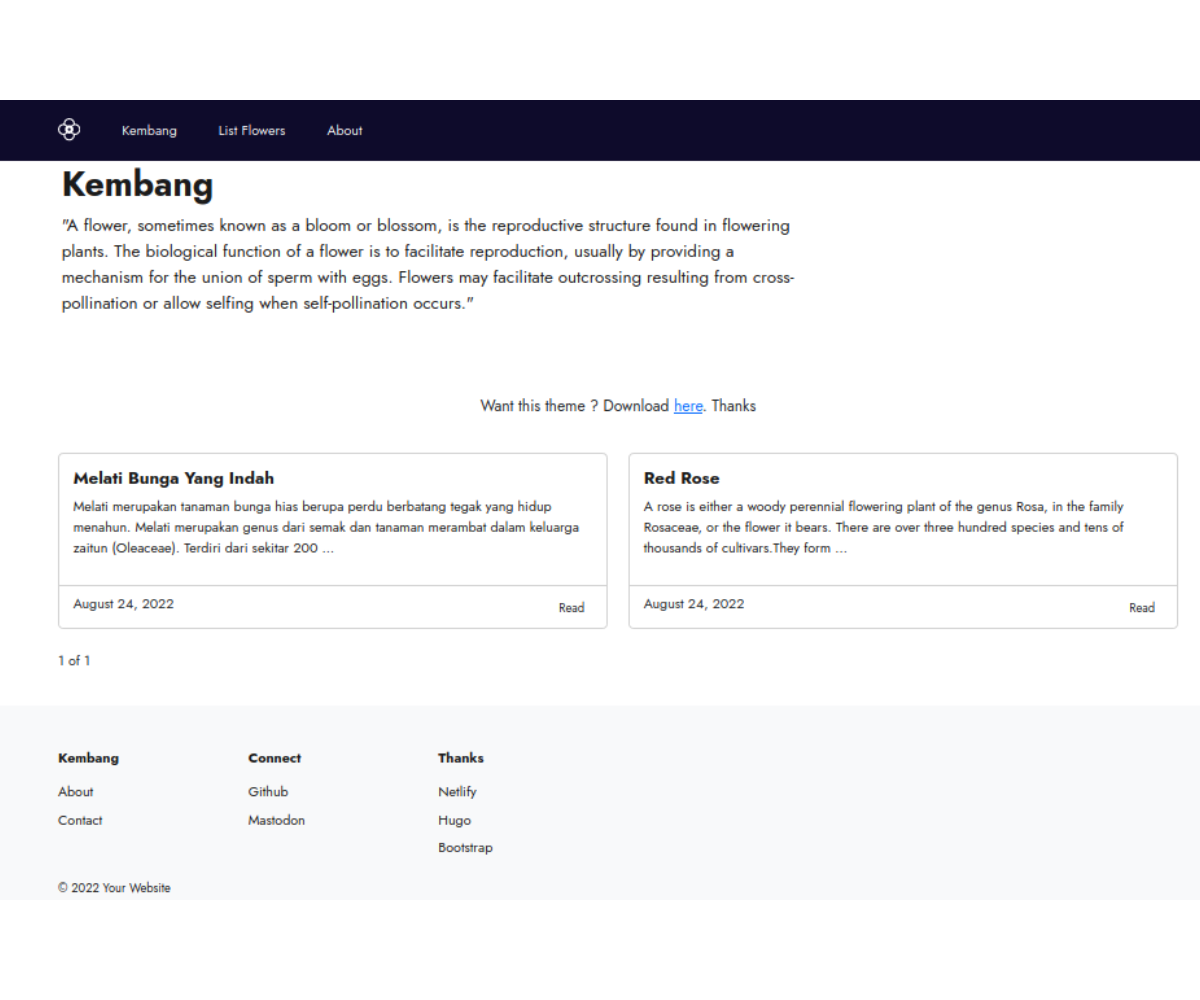 Kembang
List Flowers
About
Kembang
"A flower, sometimes known as a bloom or blossom, is the reproductive structure found in flowering
plants. The biological function of a flower is to facilitate reproduction, usually by providing a
mechanism for the union of sperm with eggs. Flowers may facilitate outcrossing resulting from cross-
pollination or allow selfing when self-pollination occurs."
Want this theme ? Download here. Thanks
Melati Bunga Yang Indah
Melati merupakan tanaman bunga hias berupa perdu berbatang tegak yang hidup
menahun. Melati merupakan genus dari semak dan tanaman merambat dalam keluarga
zaitun (Oleaceae). Terdiri dari sekitar 200 ...
August 24, 2022
Read
Red Rose
A rose is either a woody perennial flowering plant of the genus Rosa, in the family
Rosaceae, or the flower it bears. There are over three hundred species and tens of
thousands of cultivars.They form ...
August 24, 2022
Read
1 of 1
Kembang
About
Contact
Connect
Github
Mastodon
Thanks
Netlify
Hugo
Bootstrap
© 2022 Your Website